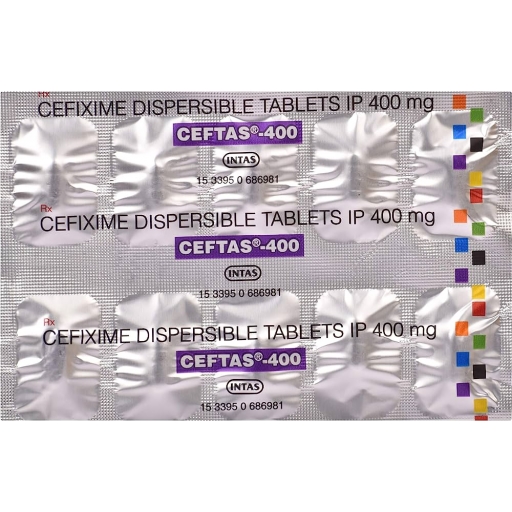 Rx
CEFIXIME DISPERSIBLE TABLETS IP 400 mg
CEFTAS®-400
INTAS
15 3395 0 686981
Rx
CEFIXIME DISPERSIBLE TABLETS IP 400 mg
CEFTAS®-400
INTAS
15 3395 0 686981
Rx
CEFIXIME DISPERSIBLE TABLETS IP 400 mg
CEFTAS®-400
INTAS
15 3395 0 686981